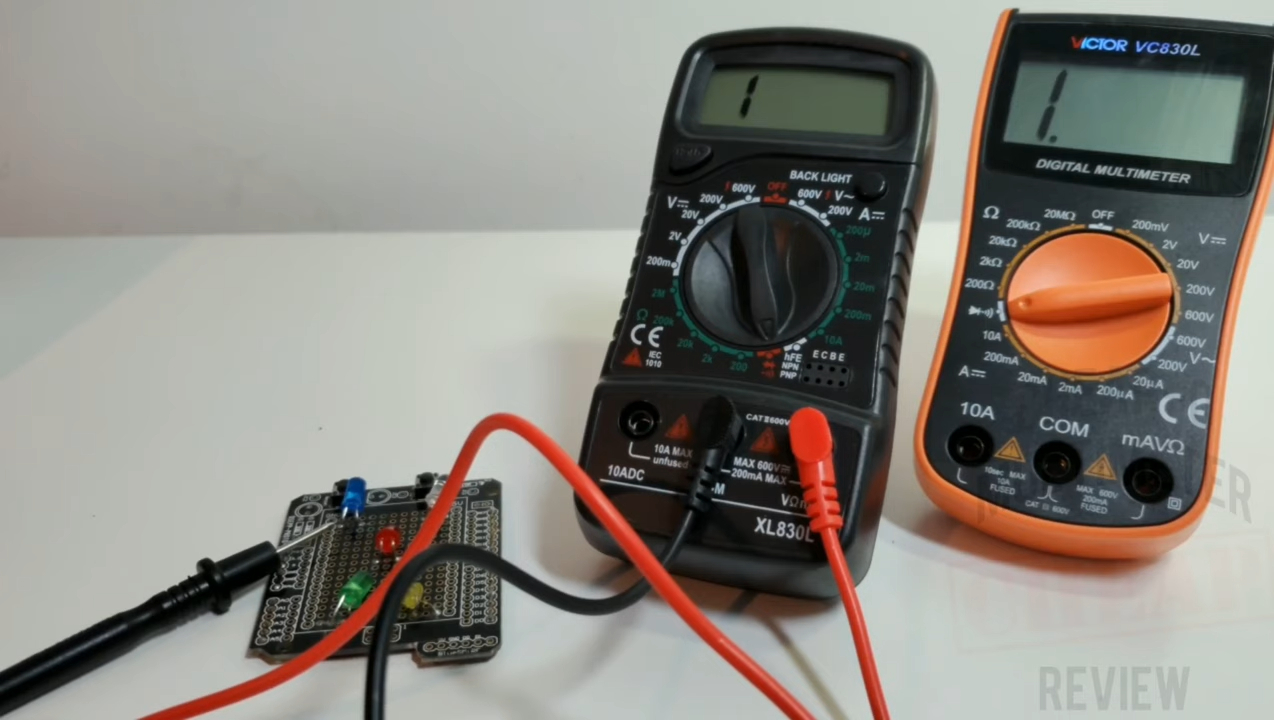 1
HOLD
BACK LIGHT
OFF
600V
200V
20V
2V
200m
V
600V V~
200V
A
200µ
2m
20m
200m
10A
2M
Ω 200k
20k
2k
200
hFE
NPN
PNP
E C B E
CE
IEC
1010
CAT II 600V
10A MAX
unfused
MAX 600V
200mA MAX
10ADC
XL830L
VICTOR VC830L
1.
DIGITAL MULTIMETER
Ω
20MΩ
OFF
200mV
200kΩ
2V
V
20kΩ
20V
2kΩ
200V
200Ω
600V
10A
600V
V~
200mA
200V
A
20mA
2mA
200µA
20µA
CE
10A
COM
mAVΩ
10sec MAX
10A
FUSED
CAT III 600V
MAX 600V
200mA
FUSED
REVIEW